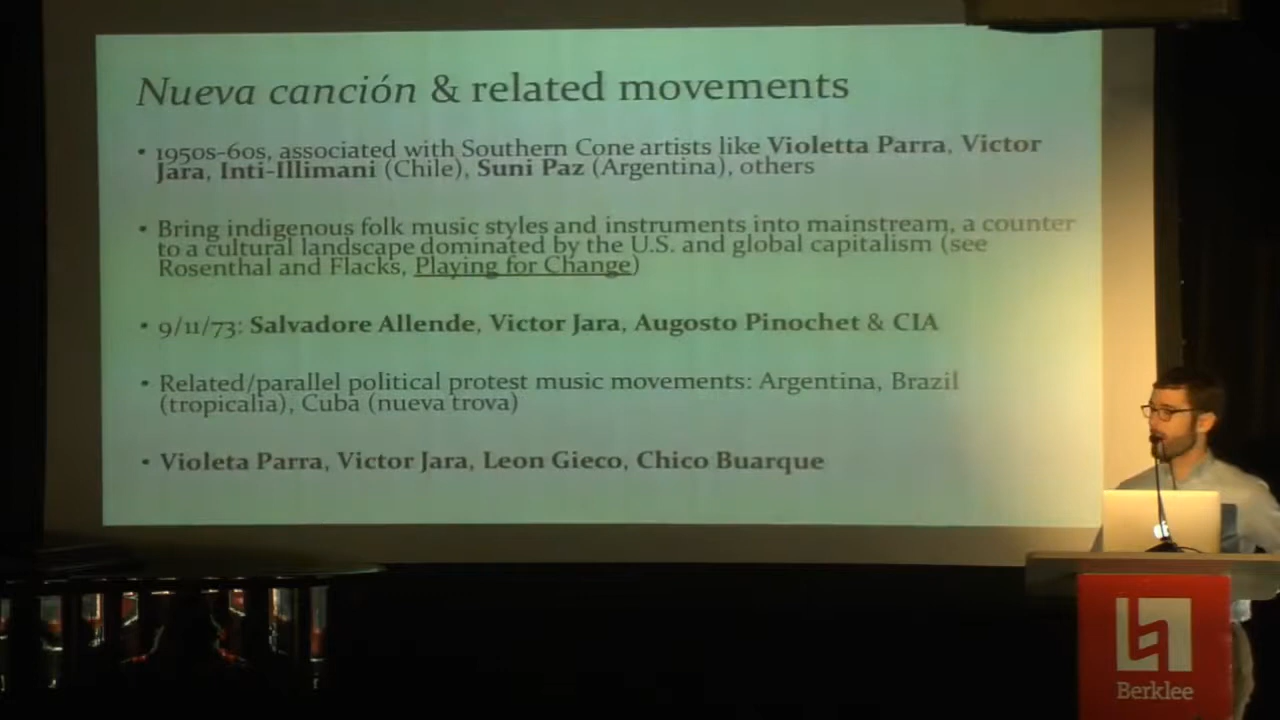 Nueva canción & related movements
• 1950s-60s, associated with Southern Cone artists like Violetta Parra, Victor
Jara, Inti-Illimani (Chile), Suni Paz (Argentina), others
• Bring indigenous folk music styles and instruments into mainstream, a counter
to a cultural landscape dominated by the U.S. and global capitalism (see
Rosenthal and Flacks, Playing for Change)
• 9/11/73: Salvadore Allende, Victor Jara, Augosto Pinochet & CIA
• Related/parallel political protest music movements: Argentina, Brazil
(tropicalia), Cuba (nueva trova)
• Violeta Parra, Victor Jara, Leon Gieco, Chico Buarque
Berklee